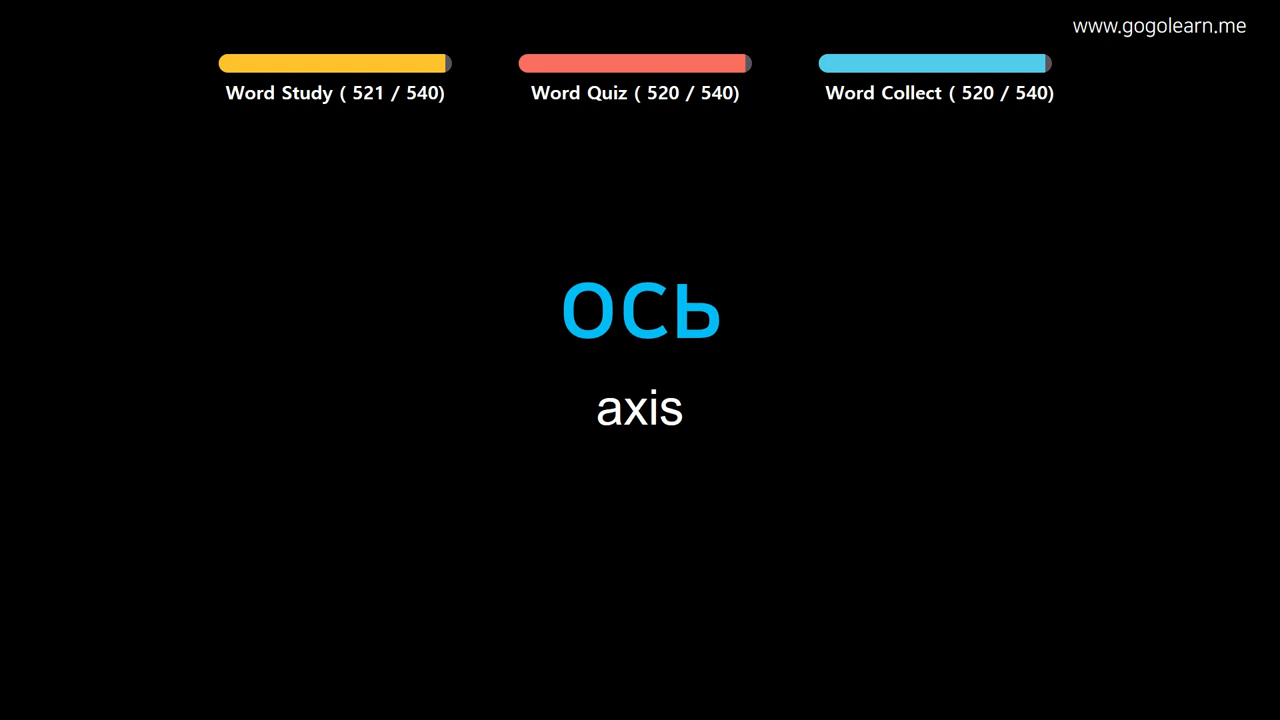 www.gogolearn.me
Word Study ( 521 / 540)
Word Quiz ( 520 / 540)
Word Collect ( 520 / 540)
ось
axis